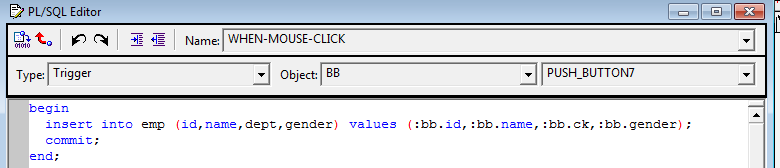 PL/SQL Editor
01010 Name: WHEN-MOUSE-CLICK
Type: Trigger Object: BB PUSH_BUTTON7
begin
insert into emp (id,name,dept,gender) values (:bb.id,:bb.name,:bb.ck,:bb.gender);
commit;
end;